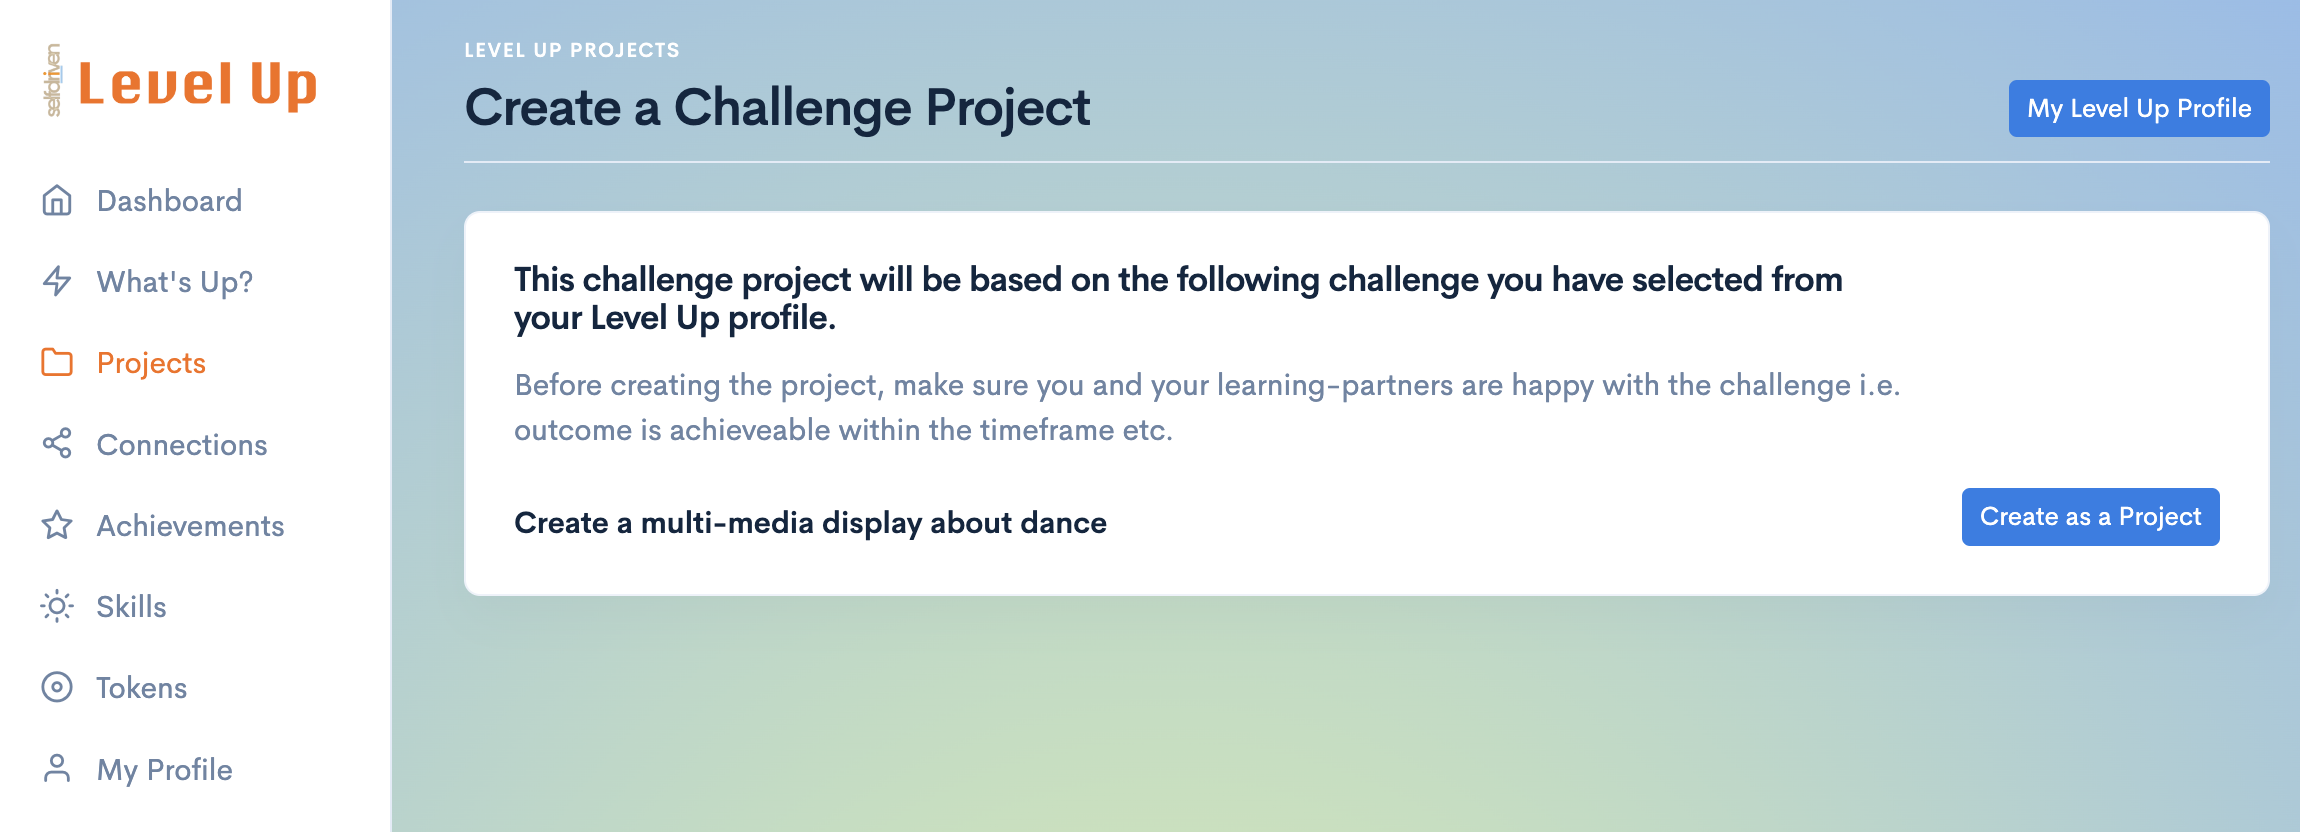 selfdriven
Level Up
Dashboard
What's Up?
Projects
Connections
Achievements
Skills
Tokens
My Profile
LEVEL UP PROJECTS
Create a Challenge Project
My Level Up Profile
This challenge project will be based on the following challenge you have selected from
your Level Up profile.
Before creating the project, make sure you and your learning-partners are happy with the challenge i.e.
outcome is achieveable within the timeframe etc.
Create a multi-media display about dance
Create as a Project